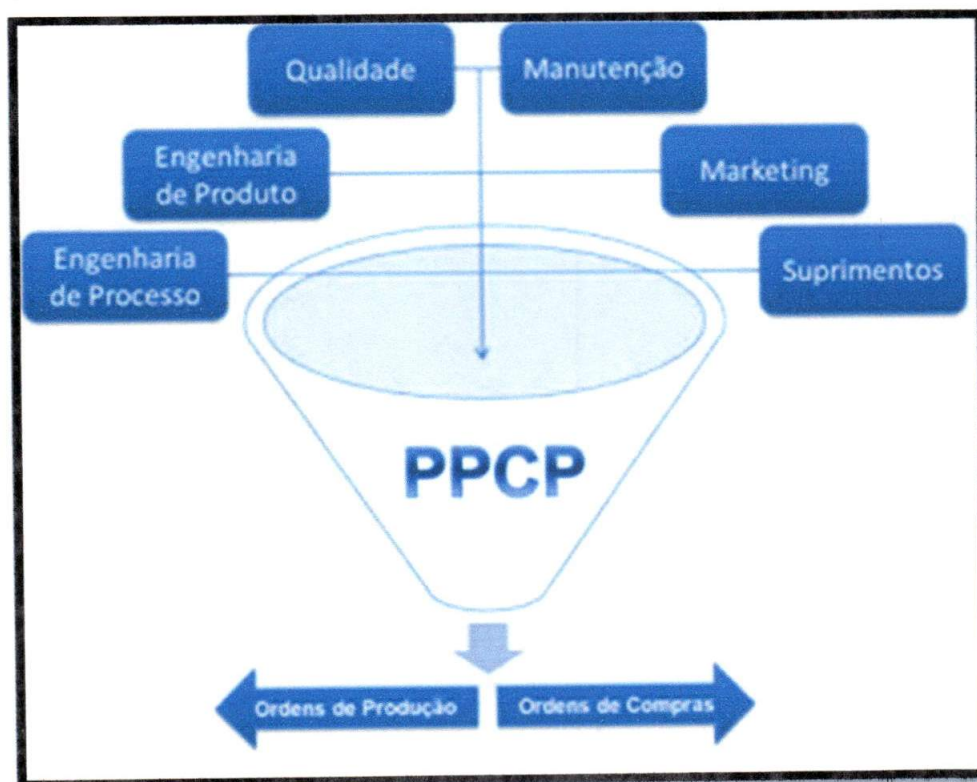 Qualidade
Manutenção
Engenharia
de Produto
Marketing
Engenharia
de Processo
Suprimentos
PPCP
Ordens de Produção
Ordens de Compras